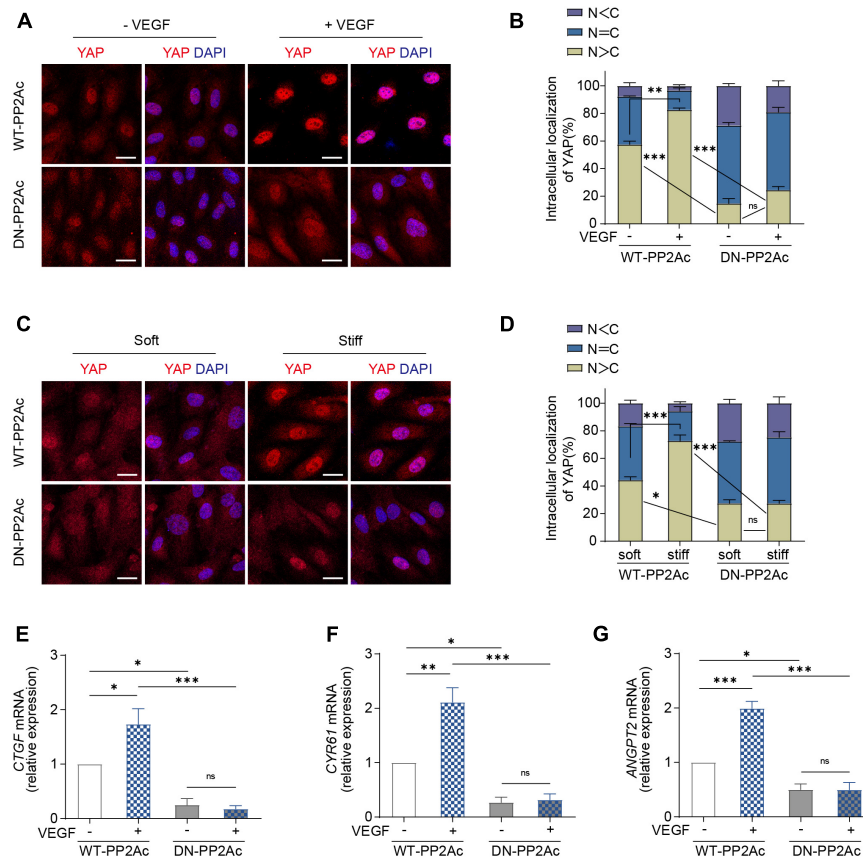 A
- VEGF
+ VEGF
YAP
YAP DAPI
YAP
YAP DAPI
WT-PP2Ac
DN-PP2Ac
B
N<C
N=C
N>C
Intracellular localization
of YAP(%)
100
80
60
40
20
0
**
***
***
ns
VEGF - + - +
WT-PP2Ac DN-PP2Ac
C
Soft
Stiff
YAP
YAP DAPI
YAP
YAP DAPI
WT-PP2Ac
DN-PP2Ac
D
N<C
N=C
N>C
Intracellular localization
of YAP(%)
100
80
60
40
20
0
***
***
*
ns
soft stiff soft stiff
WT-PP2Ac DN-PP2Ac
E
CTGF mRNA
(relative expression)
3
2
1
0
*
*
***
ns
VEGF - + - +
WT-PP2Ac DN-PP2Ac
F
CYR61 mRNA
(relative expression)
3
2
1
0
*
**
***
ns
VEGF - + - +
WT-PP2Ac DN-PP2Ac
G
ANGPT2 mRNA
(relative expression)
3
2
1
0
*
***
***
ns
VEGF - + - +
WT-PP2Ac DN-PP2Ac